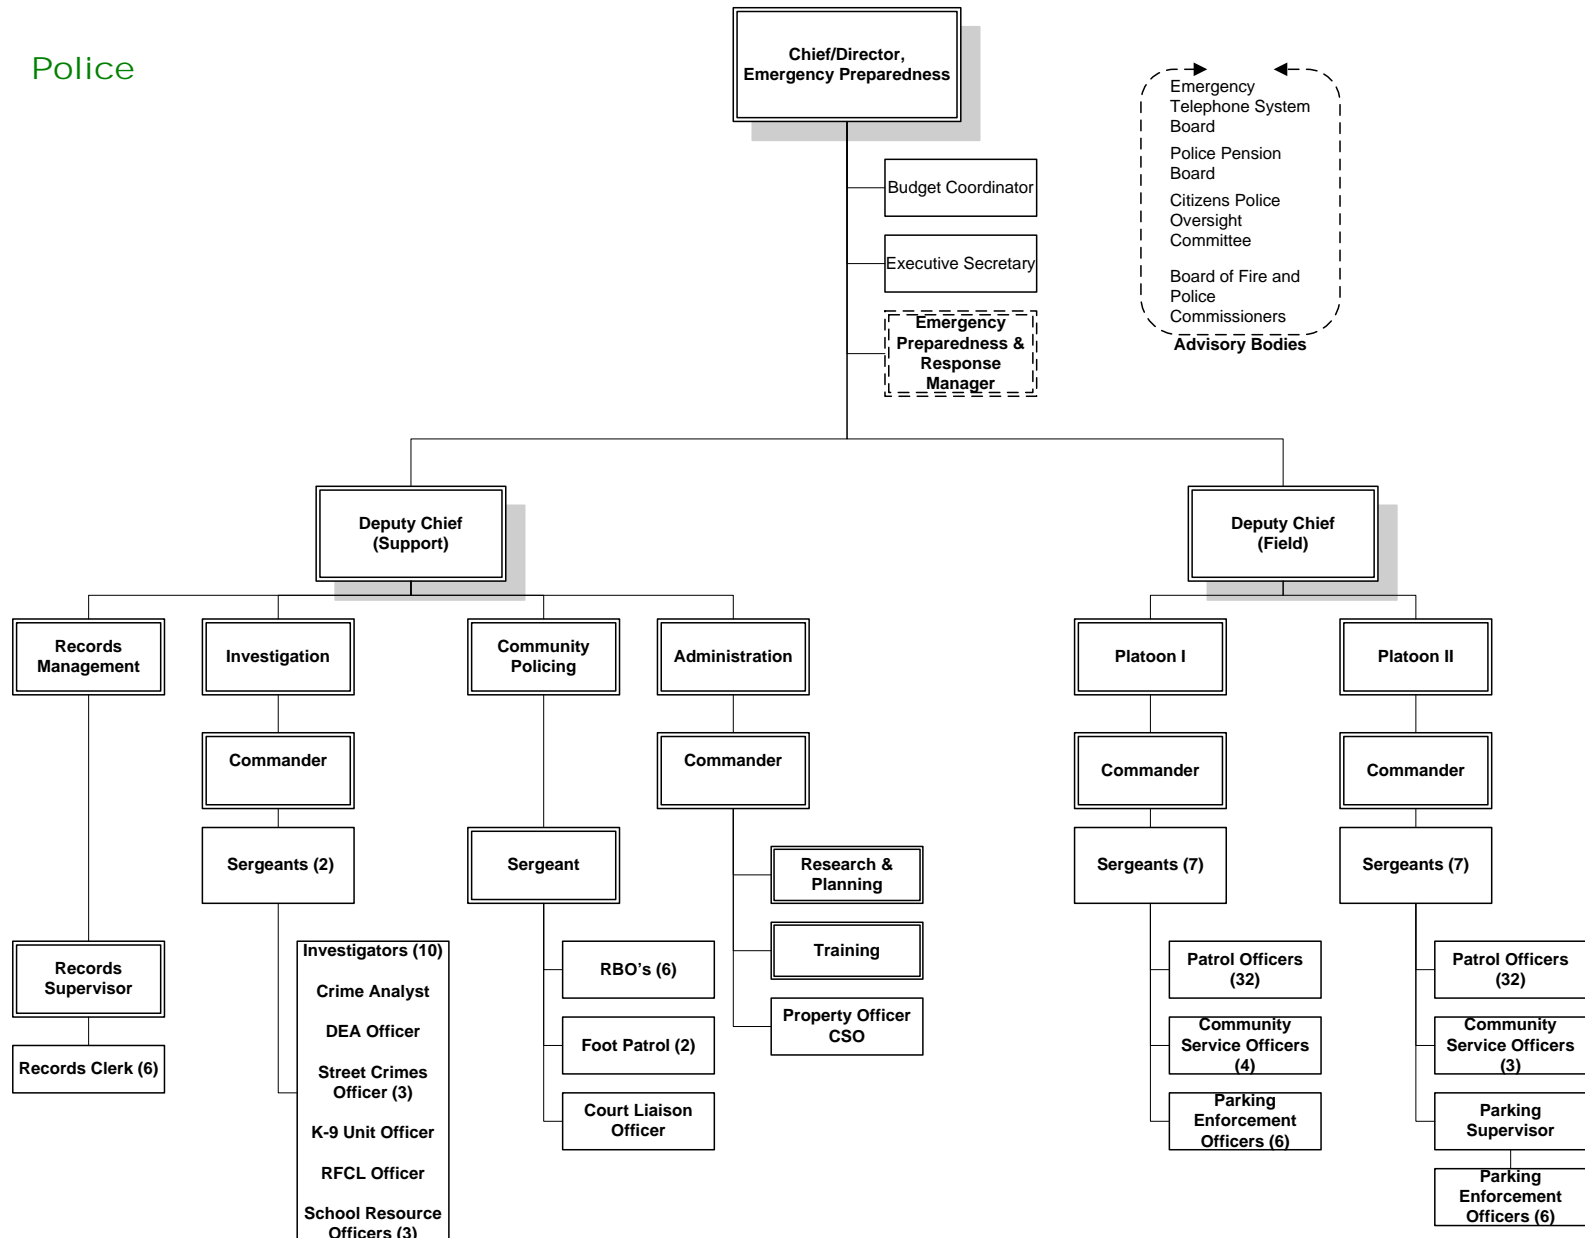 Police
Chief/Director,
Emergency Preparedness
Emergency
Telephone System
Board
Police Pension
Board
Citizens Police
Oversight
Committee
Board of Fire and
Police
Commissioners
Advisory Bodies
Budget Coordinator
Executive Secretary
Emergency
Preparedness &
Response
Manager
Deputy Chief
(Support)
Deputy Chief
(Field)
Records
Management
Investigation
Community
Policing
Administration
Platoon I
Platoon II
Commander
Commander
Commander
Commander
Sergeants (2)
Sergeant
Research &
Planning
Sergeants (7)
Sergeants (7)
Records
Supervisor
Records Clerk (6)
Investigators (10)
Crime Analyst
DEA Officer
Street Crimes
Officer (3)
K-9 Unit Officer
RFCL Officer
School Resource
Officers (3)
RBO's (6)
Foot Patrol (2)
Court Liaison
Officer
Training
Property Officer
CSO
Patrol Officers
(32)
Community
Service Officers
(4)
Parking
Enforcement
Officers (6)
Patrol Officers
(32)
Community
Service Officers
(3)
Parking
Supervisor
Parking
Enforcement
Officers (6)